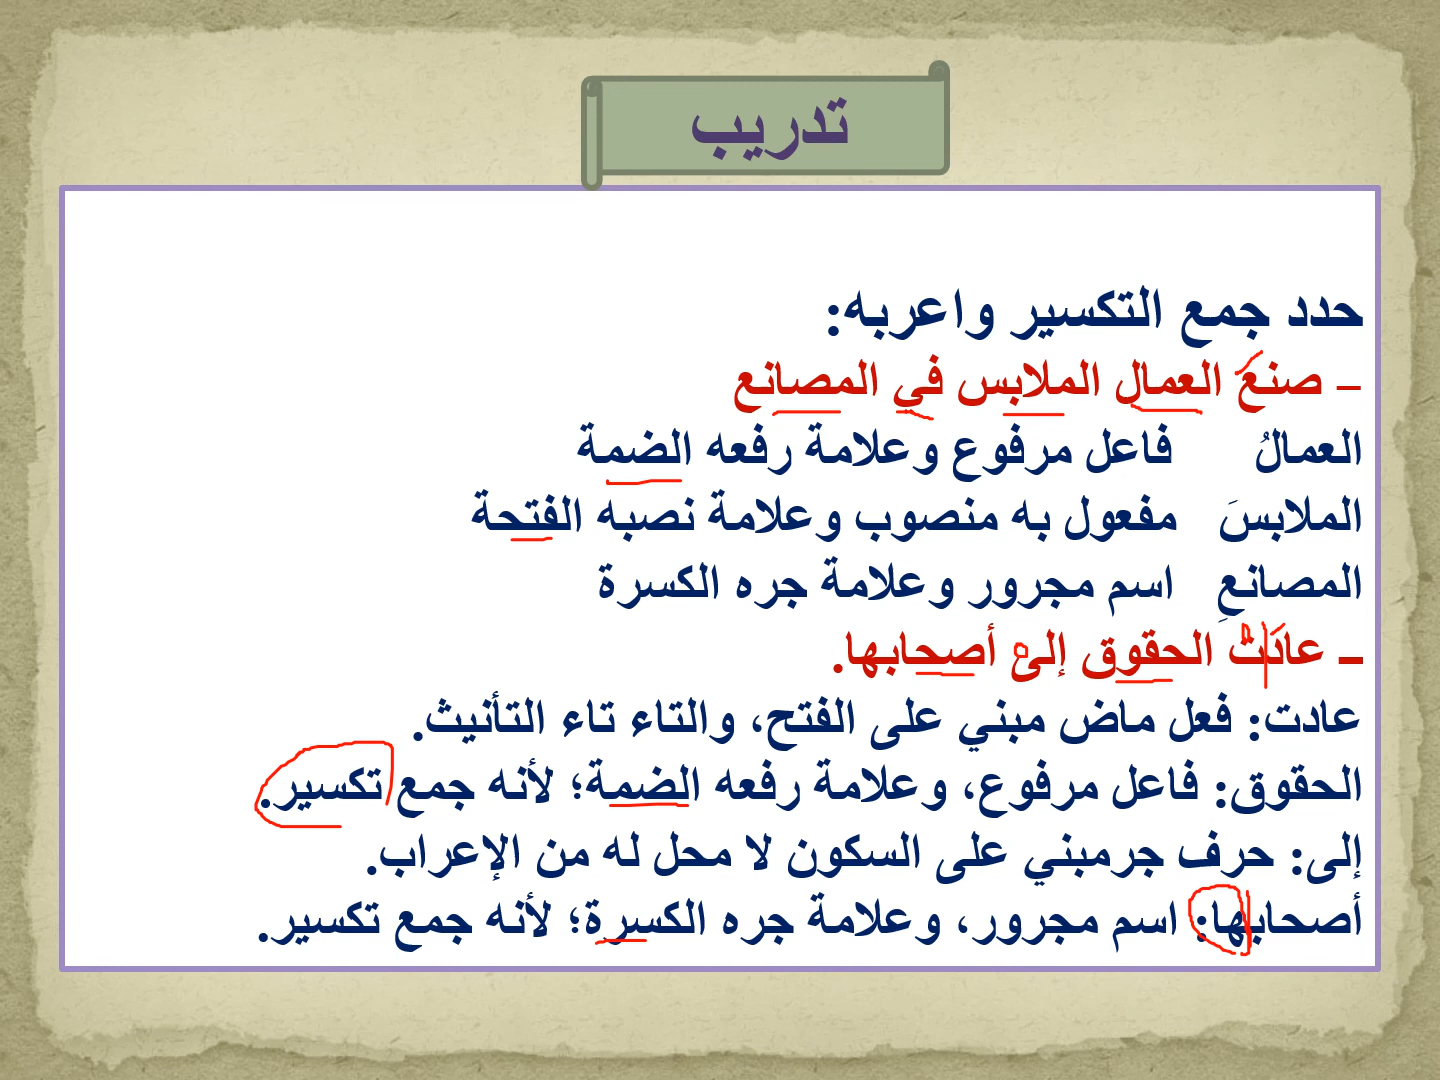 تدريب
حدد جمع التكسير واعربه:
– صنعَ العمال الملابس في المصانع
العمالُ فاعل مرفوع وعلامة رفعه الضمة
الملابسَ مفعول به منصوب وعلامة نصبه الفتحة
المصانعِ اسم مجرور وعلامة جره الكسرة
– عادت الحقوق إلى أصحابها.
عادت: فعل ماض مبني على الفتح، والتاء تاء التأنيث.
الحقوق: فاعل مرفوع، وعلامة رفعه الضمة؛ لأنه جمع تكسير.
إلى: حرف جرمبني على السكون لا محل له من الإعراب.
أصحابها: اسم مجرور، وعلامة جره الكسرة؛ لأنه جمع تكسير.